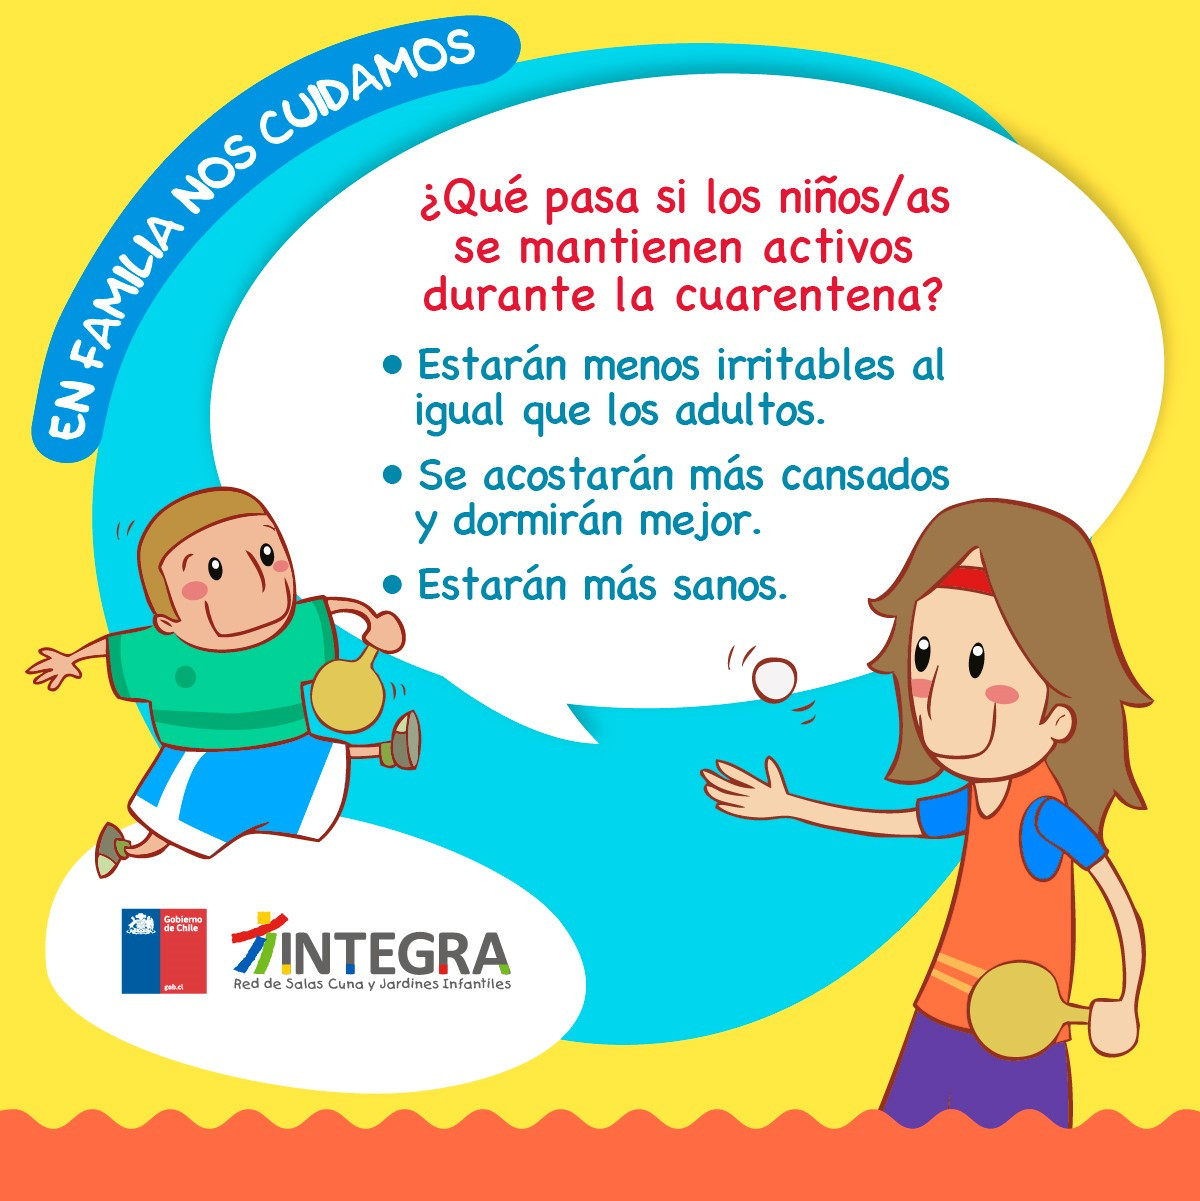 EN FAMILIA NOS CUIDAMOS
¿Qué pasa si los niños/as
se mantienen activos
durante la cuarentena?
• Estarán menos irritables al
igual que los adultos.
• Se acostarán más cansados
y dormirán mejor.
• Estarán más sanos.
Gobierno
de Chile
gob.cl
INTEGRA
Red de Salas Cuna y Jardines Infantiles